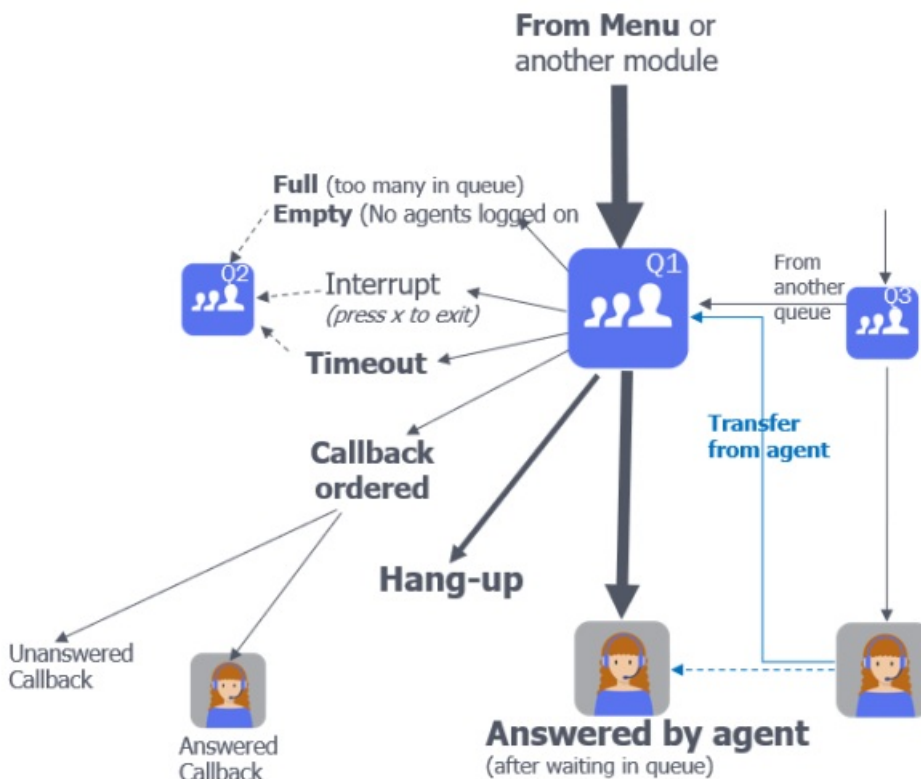 From Menu or
another module
Full (too many in queue)
Empty (No agents logged on
Q1
Q2
Interrupt
(press x to exit)
From
another
queue
Q3
Timeout
Transfer
from agent
Callback
ordered
Hang-up
Unanswered
Callback
Answered
Callback
Answered by agent
(after waiting in queue)